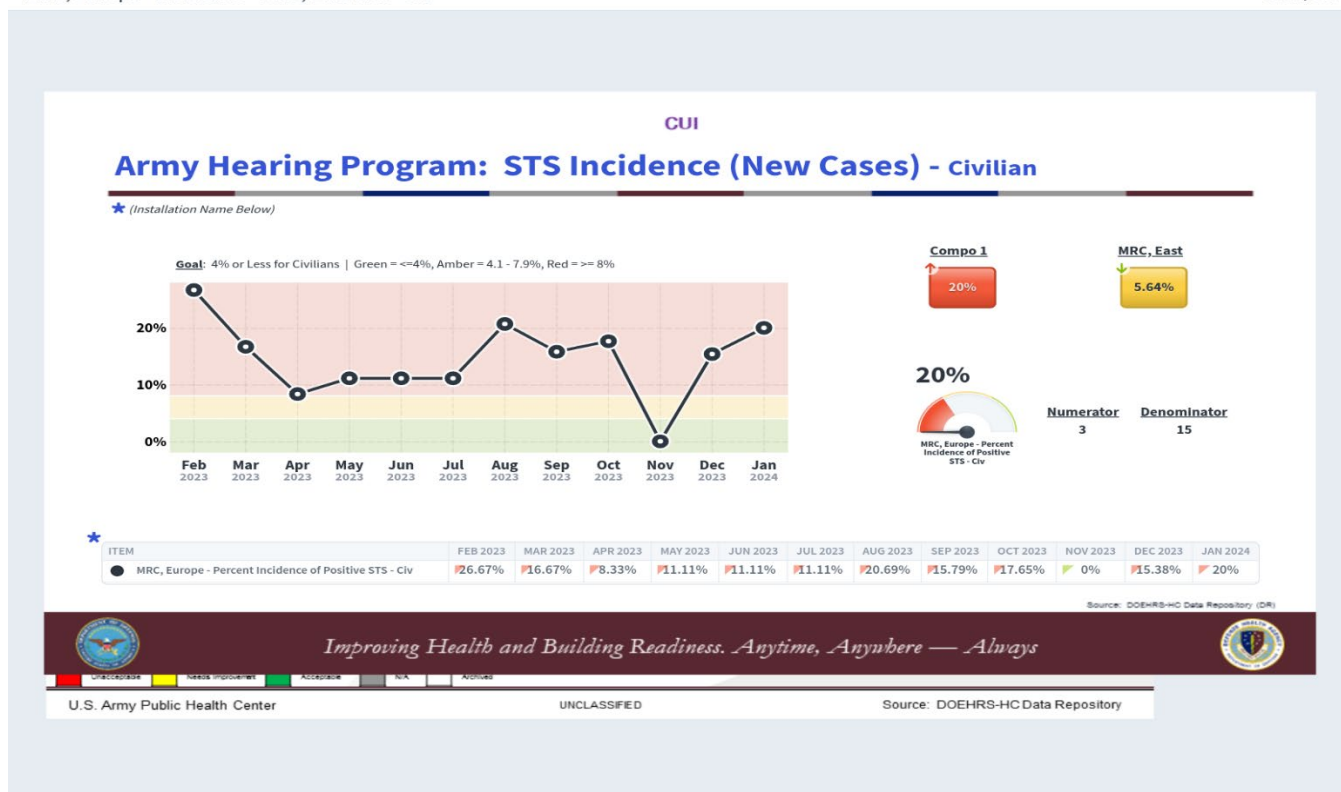 CUI
Army Hearing Program: STS Incidence (New Cases) - Civilian
* (Installation Name Below)
Goal: 4% or Less for Civilians | Green = <=4%, Amber = 4.1 - 7.9%, Red = >= 8%
Compo 1
MRC, East
20%
5.64%
20%
10%
0%
Feb Mar Apr May Jun Jul Aug Sep Oct Nov Dec Jan
2023 2023 2023 2023 2023 2023 2023 2023 2023 2023 2023 2024
20%
MRC, Europe - Percent
Incidence of Positive
STS - Civ
Numerator Denominator
3 15
*
ITEM FEB 2023 MAR 2023 APR 2023 MAY 2023 JUN 2023 JUL 2023 AUG 2023 SEP 2023 OCT 2023 NOV 2023 DEC 2023 JAN 2024
MRC, Europe - Percent Incidence of Positive STS - Civ 26.67% 16.67% 8.33% 11.11% 11.11% 11.11% 20.69% 15.79% 17.65% 0% 15.38% 20%
Source: DOEHRS-HC Data Repository (DR)
Improving Health and Building Readiness. Anytime, Anywhere — Always
Unacceptable Needs Improvement Acceptable N/A Archived
U.S. Army Public Health Center UNCLASSIFIED Source: DOEHRS-HC Data Repository